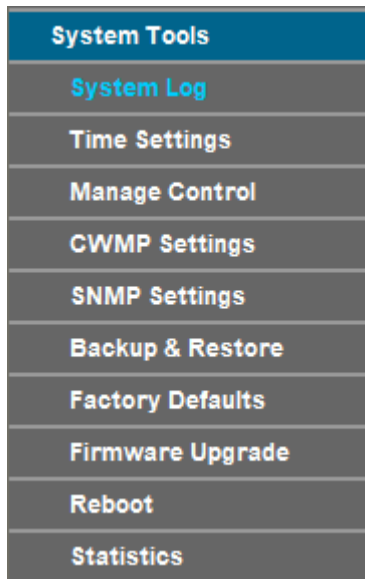 System Tools
System Log
Time Settings
Manage Control
CWMP Settings
SNMP Settings
Backup & Restore
Factory Defaults
Firmware Upgrade
Reboot
Statistics